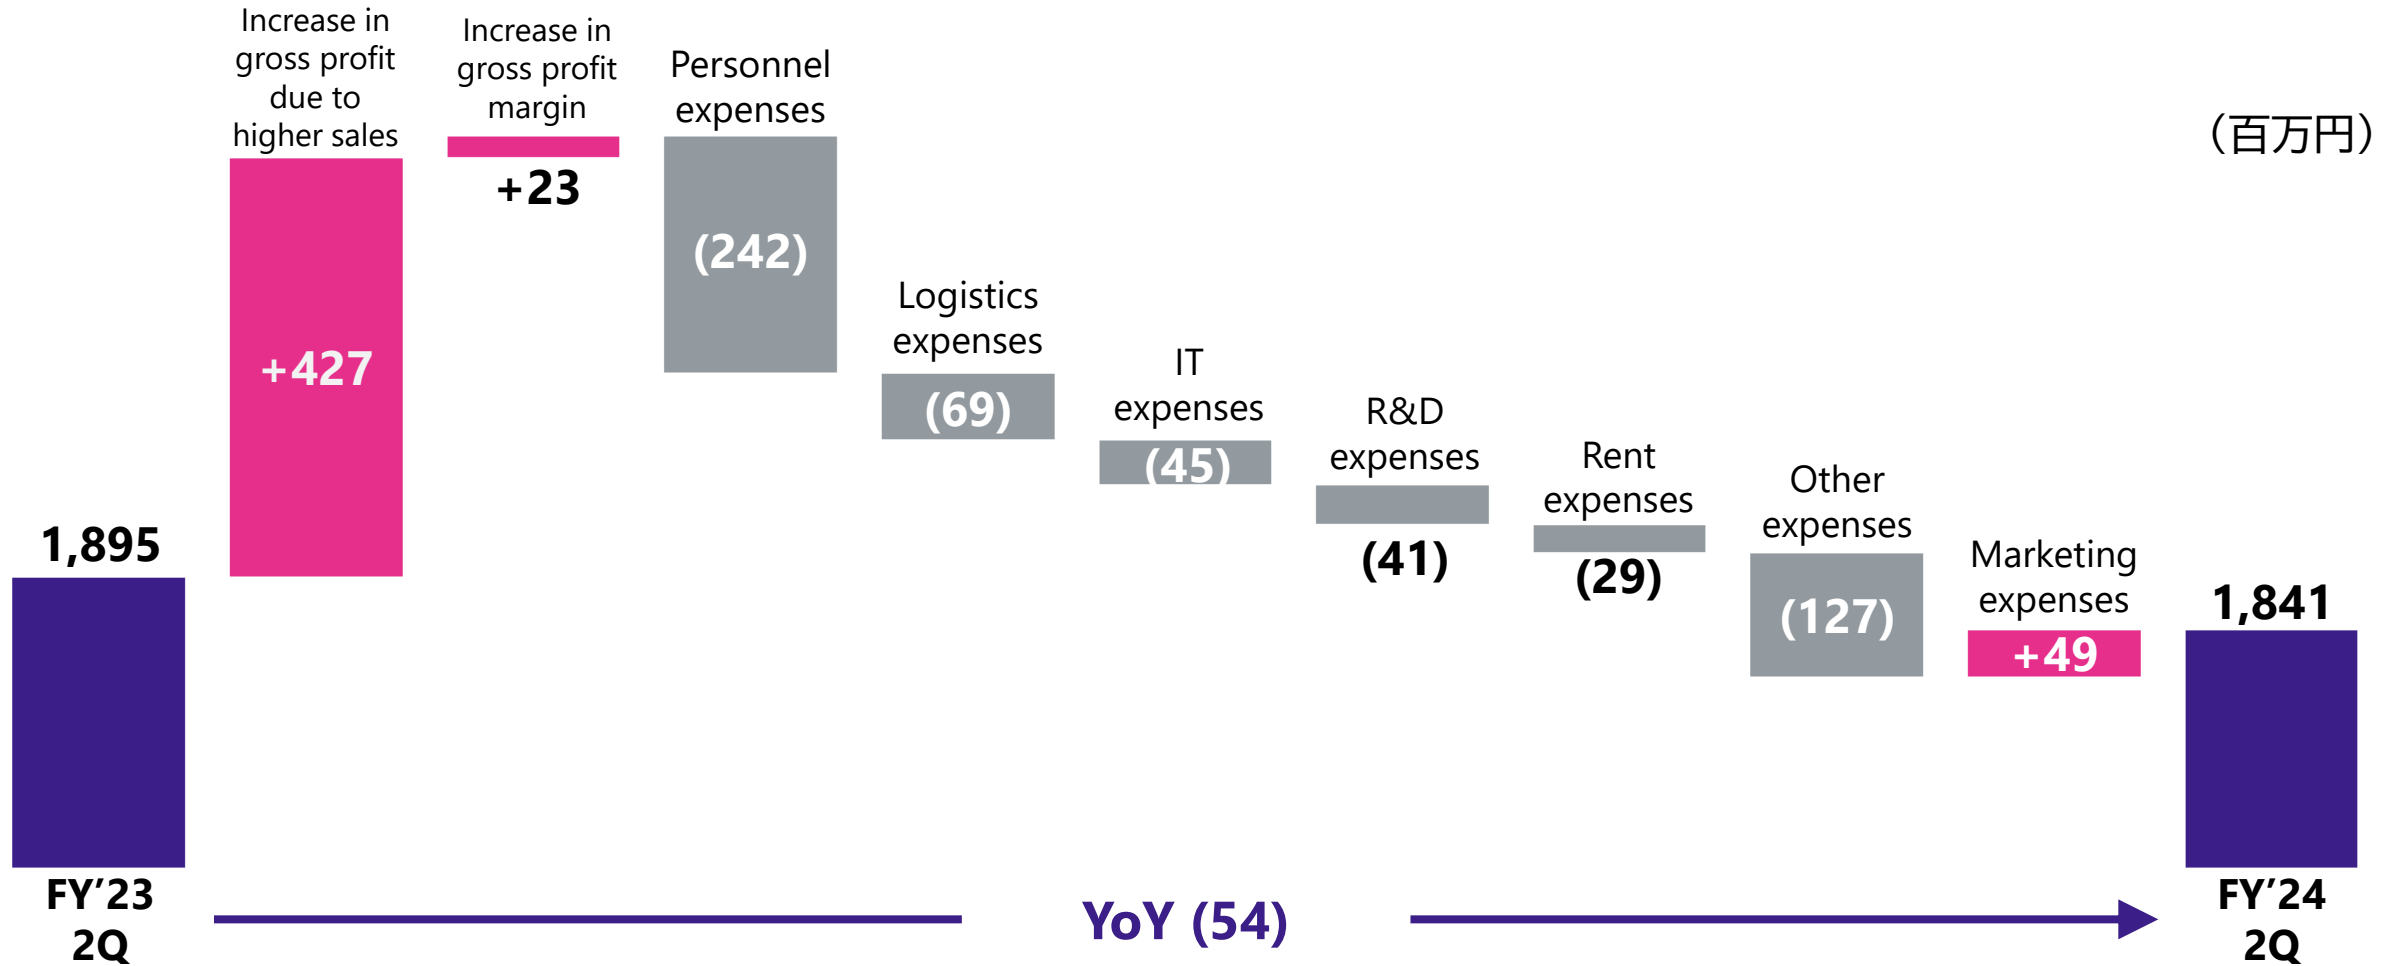 Increase in
gross profit
due to
higher sales
Increase in
gross profit
margin
Personnel
expenses
(百万円)
+23
(242)
Logistics
expenses
+427
IT
expenses
(69)
R&D
expenses
(45)
Rent
expenses
Other
expenses
1,895
(41)
(29)
Marketing
expenses
(127)
1,841
+49
FY’23
2Q
YoY (54)
FY’24
2Q